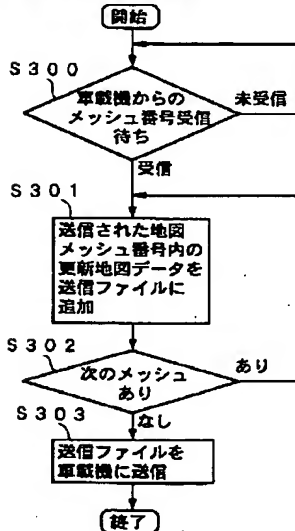 開始
S300
車載機からの
メッシュ番号受信
待ち
未受信
受信
S301
送信された地図
メッシュ番号内の
更新地図データを
送信ファイルに
追加
S302
次のメッシュ
あり
あり
なし
S303
送信ファイルを
車載機に送信
終了